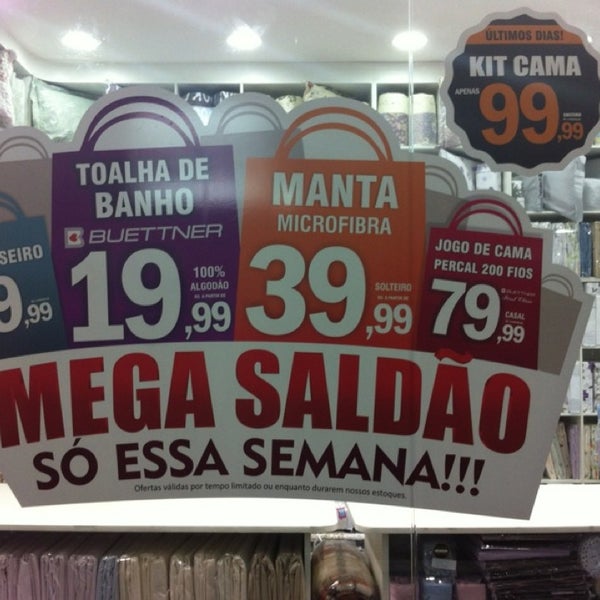 ÚLTIMOS DIAS!
KIT CAMA
APENAS
99,99
SEIRO
9,99
TOALHA DE
BANHO
BUETTNER
100%
ALGODÃO
19,99
MANTA
MICROFIBRA
SOLTEIRO
39,99
JOGO DE CAMA
PERCAL 200 FIOS
BUETTNER
CASAL
79,99
MEGA SALDÃO
SÓ ESSA SEMANA!!!
Ofertas válidas por tempo limitado ou enquanto durarem nossos estoques.